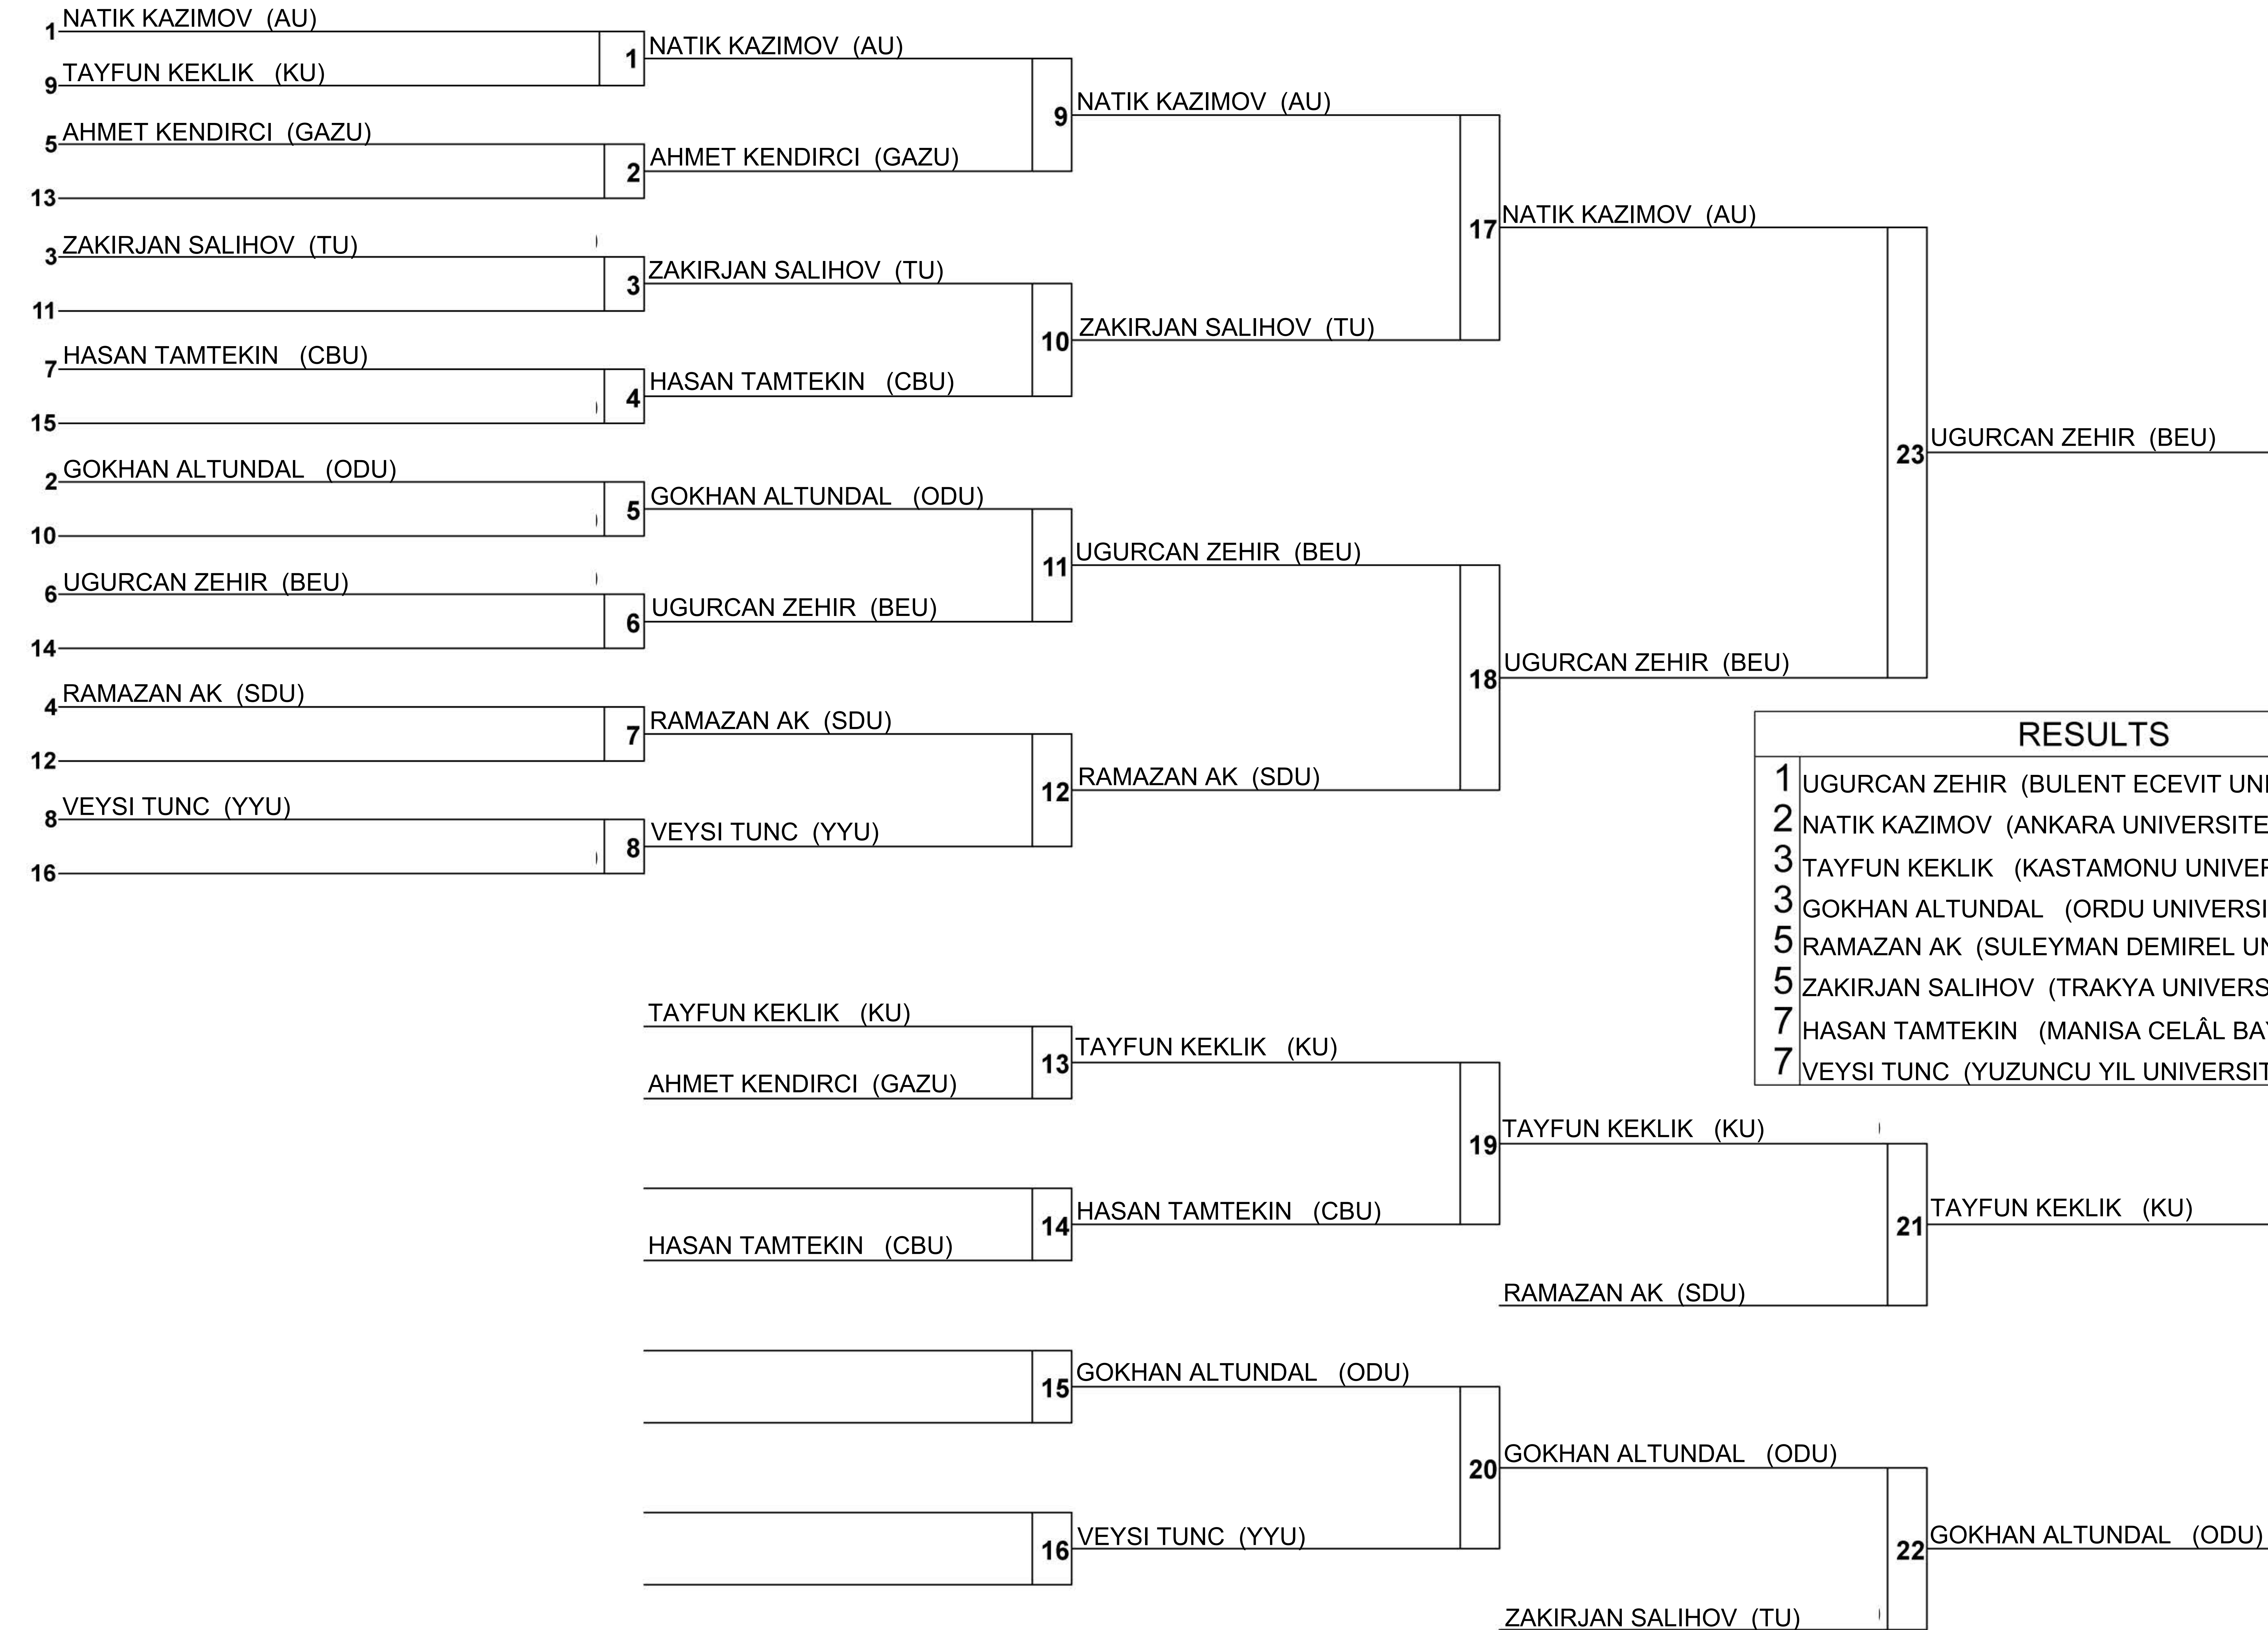 1 NATIK KAZIMOV (AU)
9 TAYFUN KEKLIK (KU)
5 AHMET KENDIRCI (GAZU)
13
3 ZAKIRJAN SALIHOV (TU)
11
7 HASAN TAMTEKIN (CBU)
15
2 GOKHAN ALTUNDAL (ODU)
10
6 UGURCAN ZEHIR (BEU)
14
4 RAMAZAN AK (SDU)
12
8 VEYSI TUNC (YYU)
16
1 NATIK KAZIMOV (AU)
2 AHMET KENDIRCI (GAZU)
3 ZAKIRJAN SALIHOV (TU)
4 HASAN TAMTEKIN (CBU)
5 GOKHAN ALTUNDAL (ODU)
6 UGURCAN ZEHIR (BEU)
7 RAMAZAN AK (SDU)
8 VEYSI TUNC (YYU)
9 NATIK KAZIMOV (AU)
10 ZAKIRJAN SALIHOV (TU)
11 UGURCAN ZEHIR (BEU)
12 RAMAZAN AK (SDU)
17 NATIK KAZIMOV (AU)
18 UGURCAN ZEHIR (BEU)
23 UGURCAN ZEHIR (BEU)
RESULTS
1 UGURCAN ZEHIR (BULENT ECEVIT
2 NATIK KAZIMOV (ANKARA
3 TAYFUN KEKLIK (KASTAMONU
3 GOKHAN ALTUNDAL (ORDU
5 RAMAZAN AK (SULEYMAN DEMIREL
5 ZAKIRJAN SALIHOV (TRAKYA
7 HASAN TAMTEKIN (MANISA CELÂL
7 VEYSI TUNC (YUZUNCU YIL
TAYFUN KEKLIK (KU)
AHMET KENDIRCI (GAZU)
HASAN TAMTEKIN (CBU)
13 TAYFUN KEKLIK (KU)
14 HASAN TAMTEKIN (CBU)
15 GOKHAN ALTUNDAL (ODU)
16 VEYSI TUNC (YYU)
19 TAYFUN KEKLIK (KU)
RAMAZAN AK (SDU)
20 GOKHAN ALTUNDAL (ODU)
ZAKIRJAN SALIHOV (TU)
21 TAYFUN KEKLIK (KU)
22 GOKHAN ALTUNDAL (ODU)